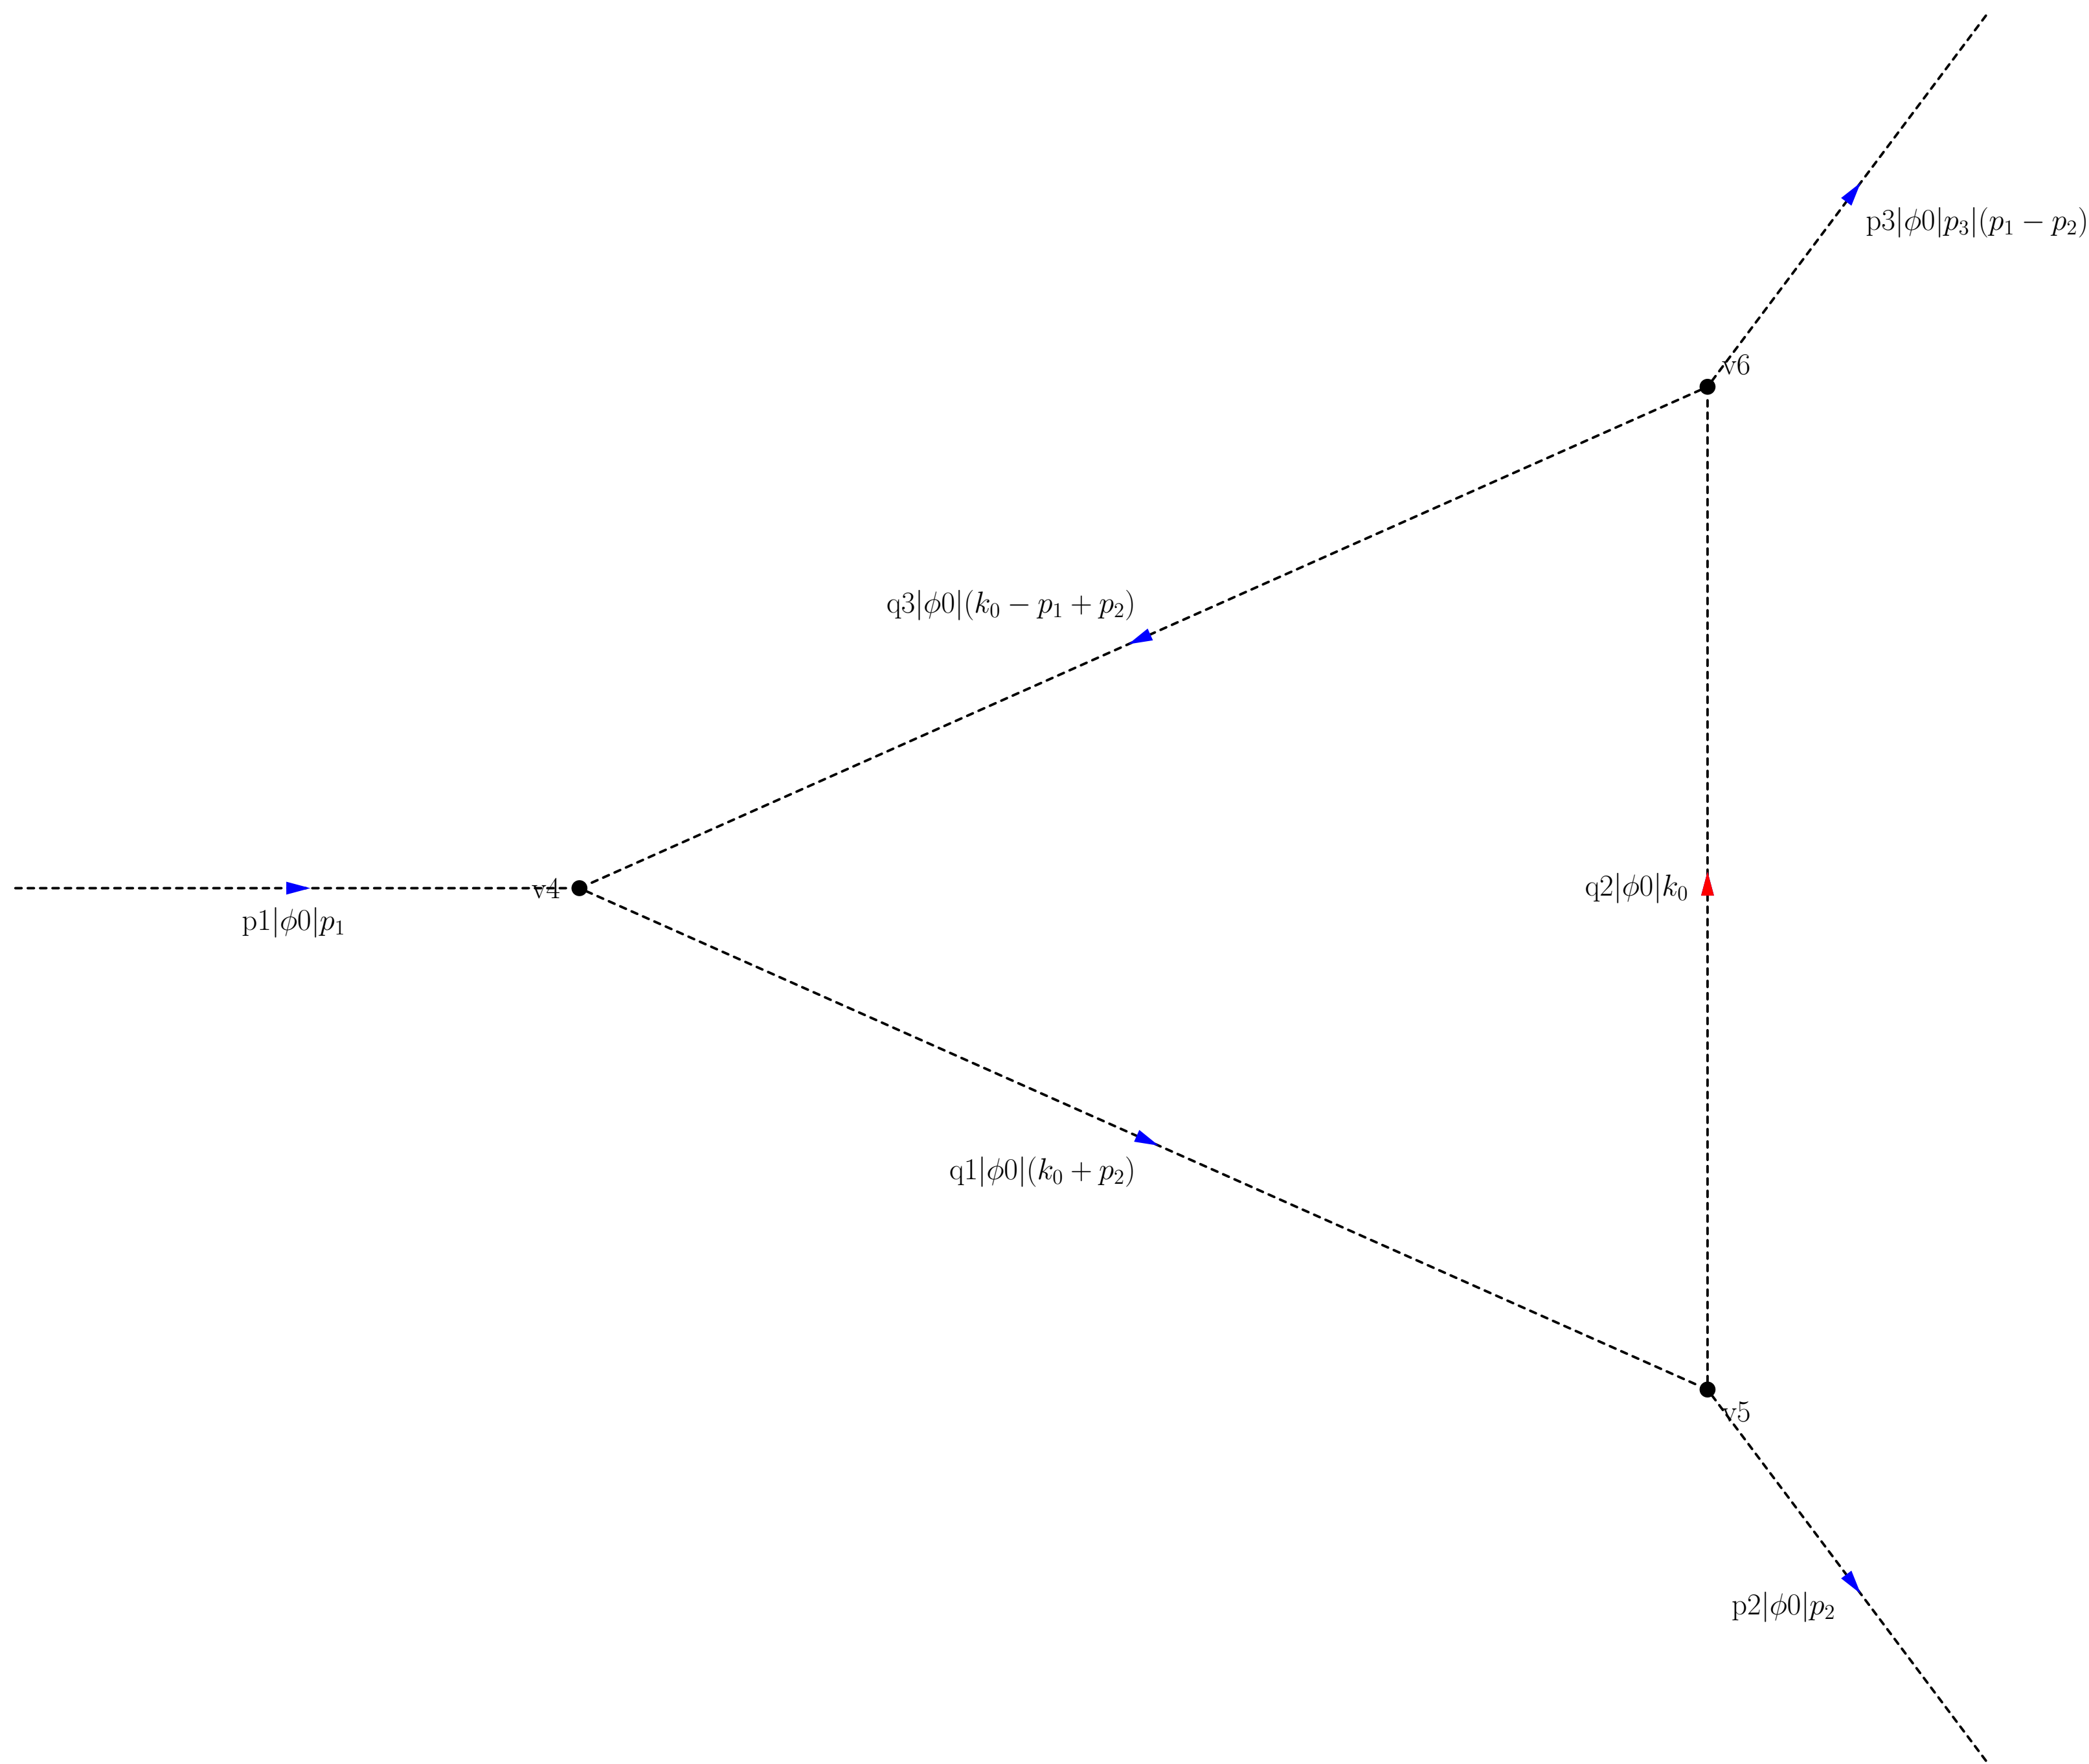 p3|ϕ0|p₃|(p₁ − p₂)
v6
q3|ϕ0|(k₀ − p₁ + p₂)
v4
q2|ϕ0|k₀
p1|ϕ0|p₁
q1|ϕ0|(k₀ + p₂)
v5
p2|ϕ0|p₂